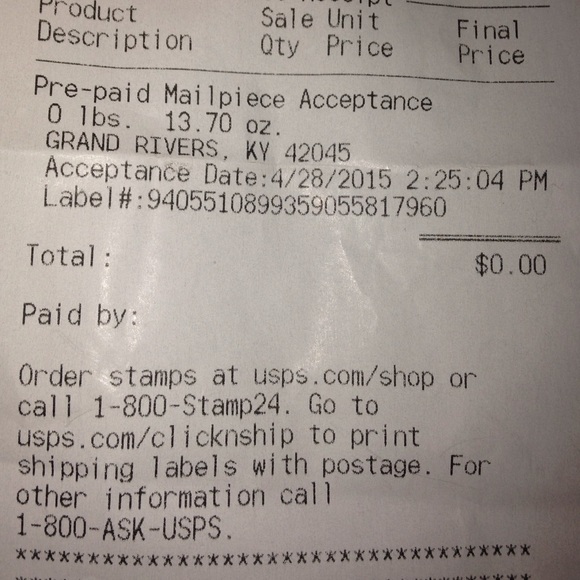 Product Sale Unit Final
Description Qty Price Price
Pre-paid Mailpiece Acceptance
0 lbs. 13.70 oz.
GRAND RIVERS, KY 42045
Acceptance Date:4/28/2015 2:25:04 PM
Label#:9405510899359055817960
Total: $0.00
Paid by:
Order stamps at usps.com/shop or
call 1-800-Stamp24. Go to
usps.com/clicknship to print
shipping labels with postage. For
other information call
1-800-ASK-USPS.
***********************************